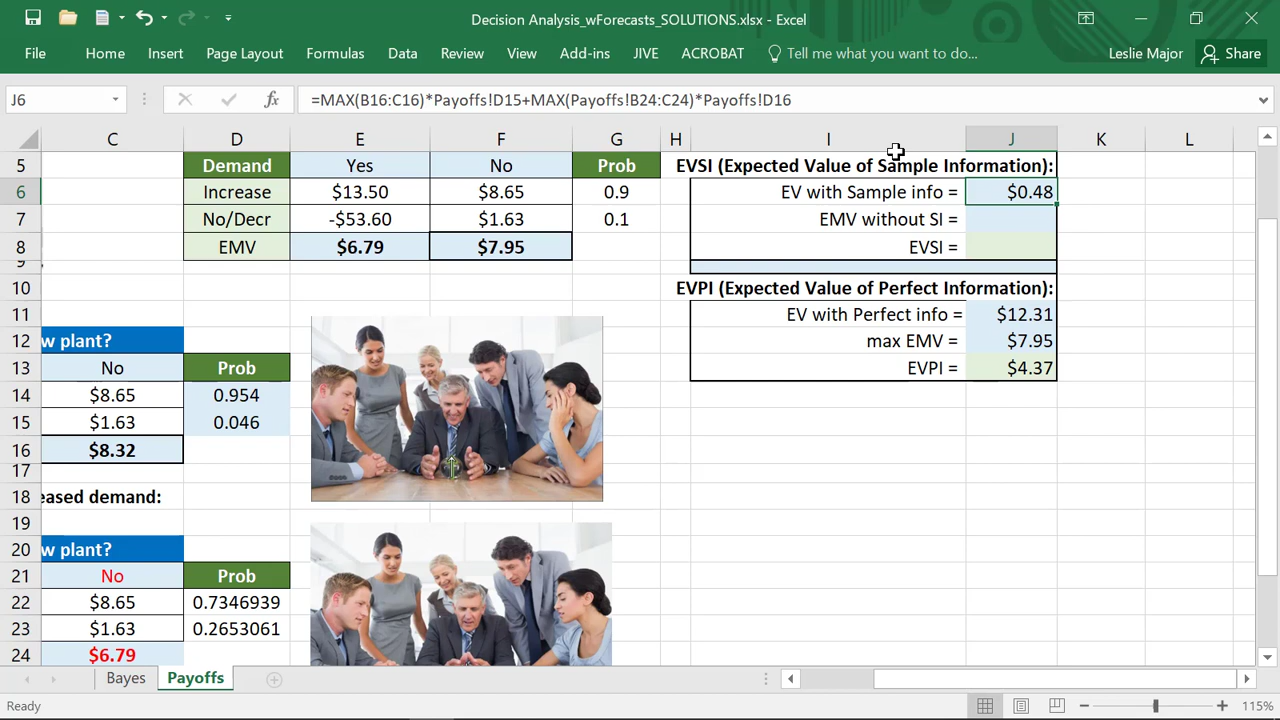 Decision Analysis_wForecasts_SOLUTIONS.xlsx - Excel
File Home Insert Page Layout Formulas Data Review View Add-ins JIVE ACROBAT Tell me what you want to do... Leslie Major Share
J6 fx =MAX(B16:C16)*Payoffs!D15+MAX(Payoffs!B24:C24)*Payoffs!D16
C D E F G H I J K L
5 Demand Yes No Prob EVSI (Expected Value of Sample Information):
6 Increase $13.50 $8.65 0.9 EV with Sample info = $0.48
7 No/Decr -$53.60 $1.63 0.1 EMV without SI =
8 EMV $6.79 $7.95 EVSI =
9
10 EVPI (Expected Value of Perfect Information):
11 EV with Perfect info = $12.31
12 w plant? max EMV = $7.95
13 No Prob EVPI = $4.37
14 $8.65 0.954
15 $1.63 0.046
16 $8.32
17
18 eased demand:
19
20 w plant?
21 No Prob
22 $8.65 0.7346939
23 $1.63 0.2653061
24 $6.79
Bayes Payoffs
Ready 115%